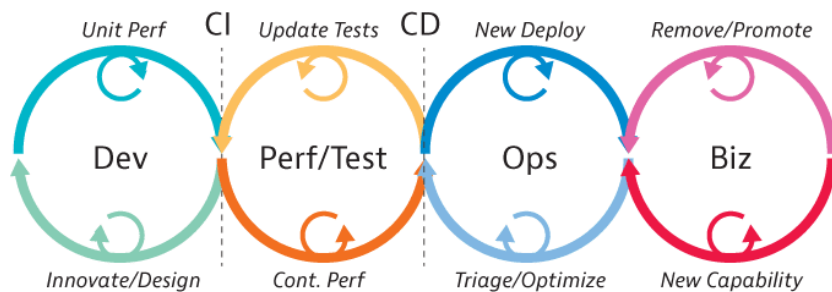 CI
CD
Unit Perf
Update Tests
New Deploy
Remove/Promote
Dev
Perf/Test
Ops
Biz
Innovate/Design
Cont. Perf
Triage/Optimize
New Capability